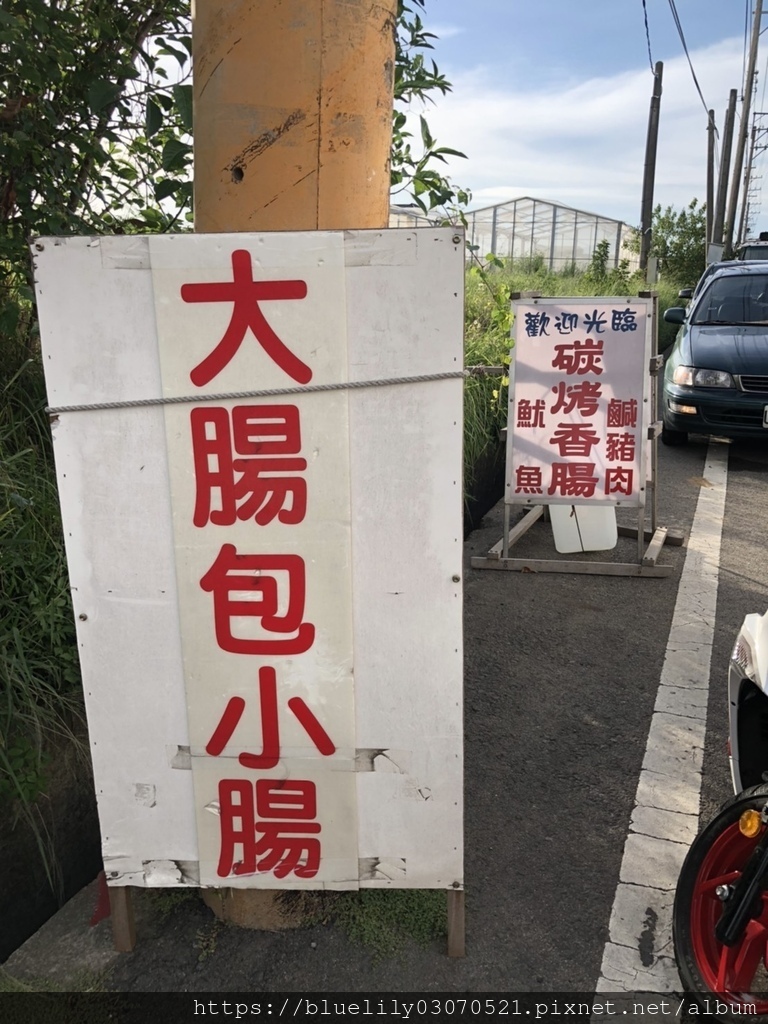 大腸包小腸
歡迎光臨
碳烤香腸
魷魚
鹹豬肉
https://bluelily03070521.pixnet.net/album